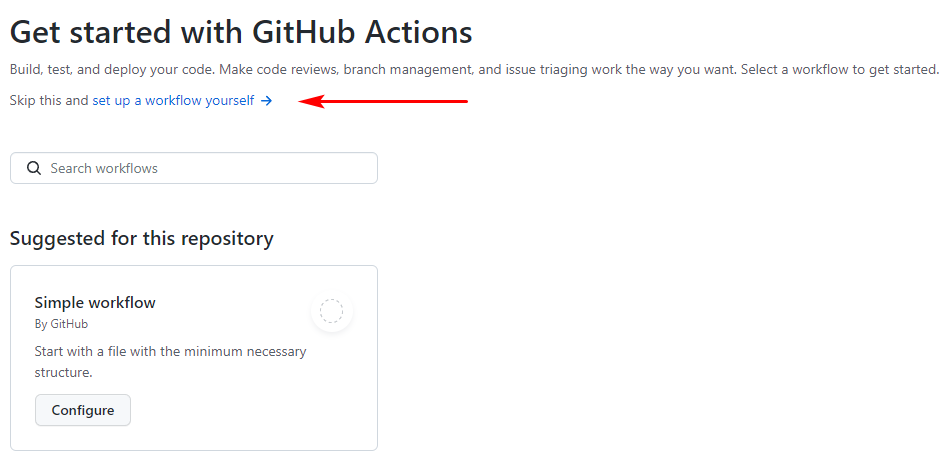 Get started with GitHub Actions
Build, test, and deploy your code. Make code reviews, branch management, and issue triaging work the way you want. Select a workflow to get started.
Skip this and set up a workflow yourself →
Search workflows
Suggested for this repository
Simple workflow
By GitHub
Start with a file with the minimum necessary
structure.
Configure